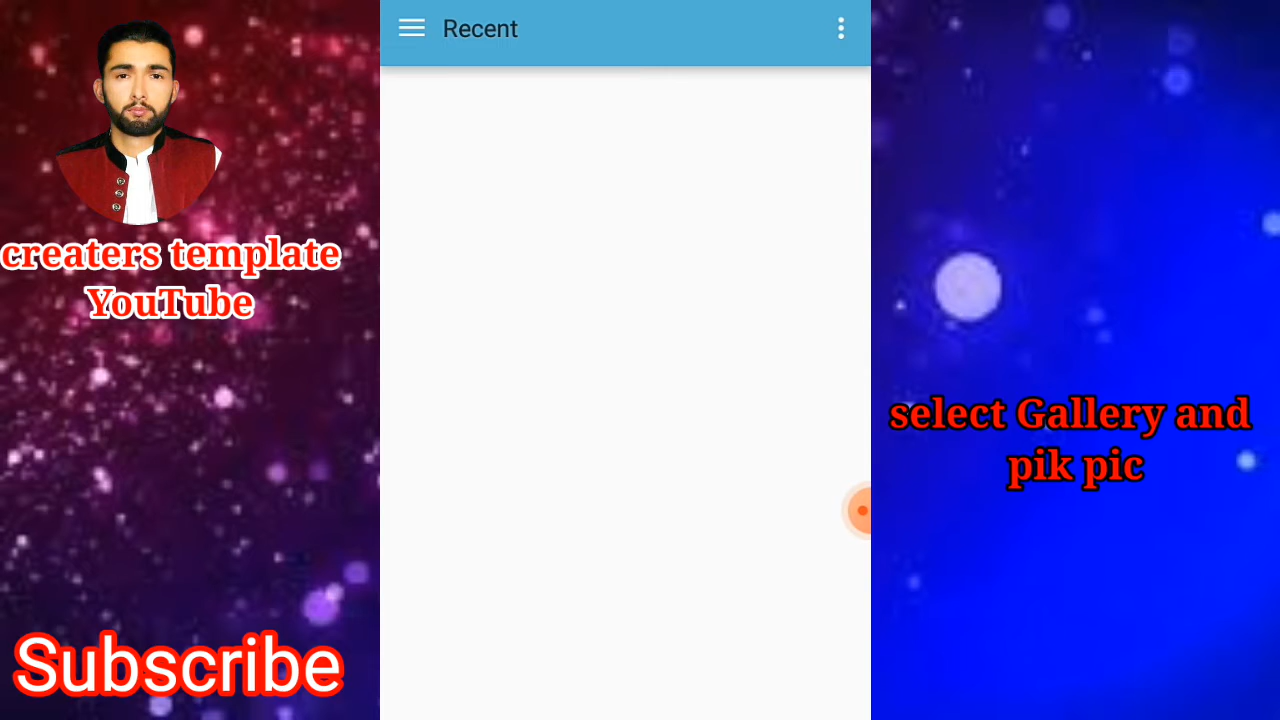 Recent
creaters template
YouTube
select Gallery and
pik pic
Subscribe